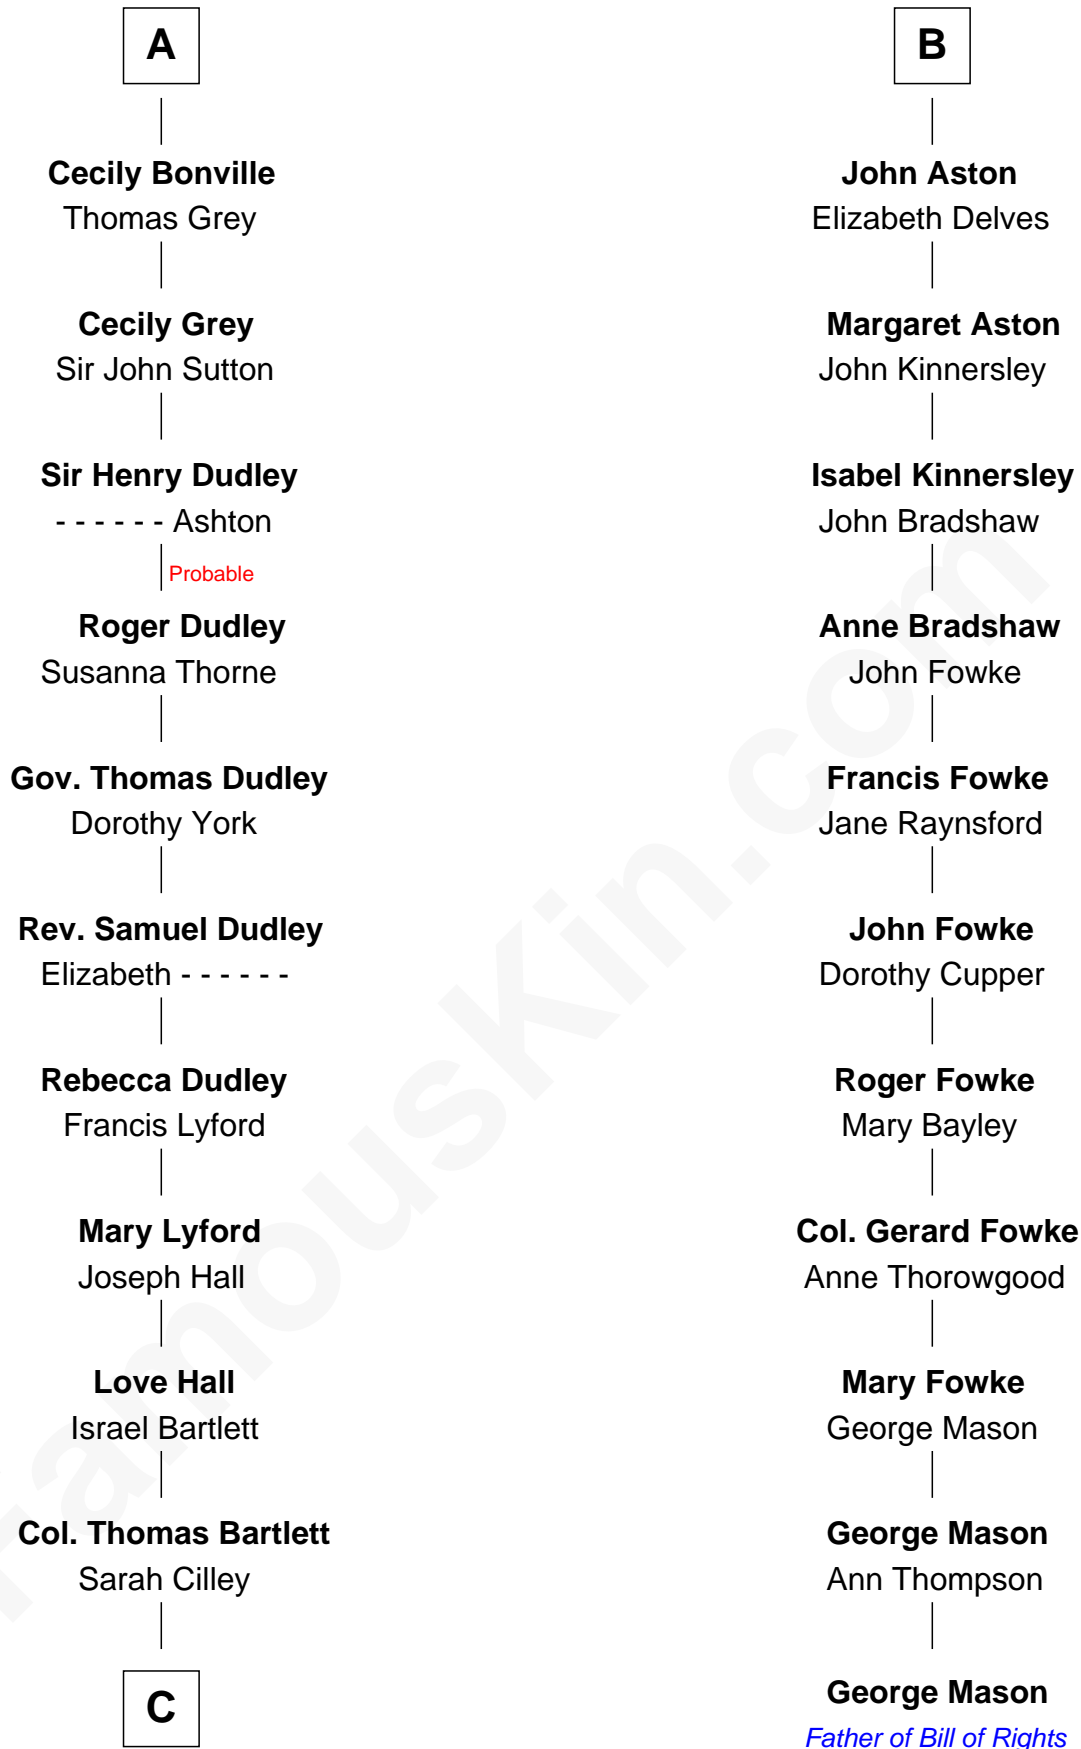 A
Cecily Bonville
Thomas Grey
Cecily Grey
Sir John Sutton
Sir Henry Dudley
- - - - - - Ashton
Probable
Roger Dudley
Susanna Thorne
Gov. Thomas Dudley
Dorothy York
Rev. Samuel Dudley
Elizabeth - - - - - -
Rebecca Dudley
Francis Lyford
Mary Lyford
Joseph Hall
Love Hall
Israel Bartlett
Col. Thomas Bartlett
Sarah Cilley
C
B
John Aston
Elizabeth Delves
Margaret Aston
John Kinnersley
Isabel Kinnersley
John Bradshaw
Anne Bradshaw
John Fowke
Francis Fowke
Jane Raynsford
John Fowke
Dorothy Cupper
Roger Fowke
Mary Bayley
Col. Gerard Fowke
Anne Thorowgood
Mary Fowke
George Mason
George Mason
Ann Thompson
George Mason
Father of Bill of Rights
FamousKin.com